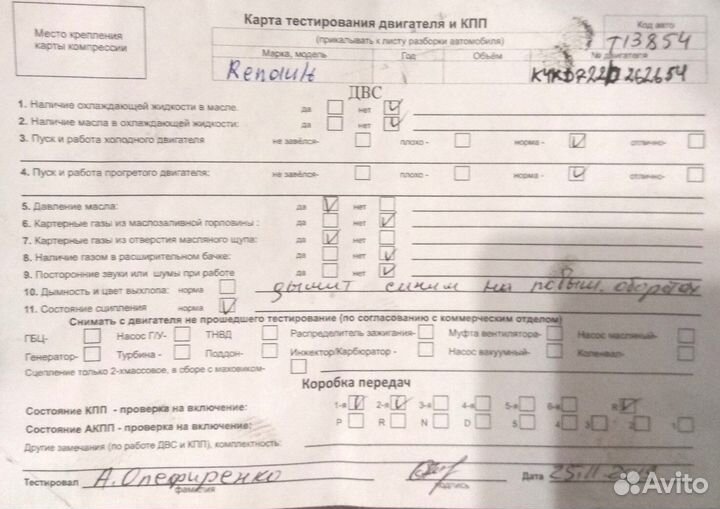 Место крепления карты компрессии
Карта тестирования двигателя и КПП
(прикалывать к листу разборки автомобиля)
Код авто
T13854
Марка, модель Год Объём № двигателя
Renault K4KD722 262654
ДВС
1. Наличие охлаждающей жидкости в масле. да нет ✓
2. Наличие масла в охлаждающей жидкости: да нет ✓
3. Пуск и работа холодного двигателя не завёлся- плохо - норма - ✓ отлично-
4. Пуск и работа прогретого двигателя: не завёлся- плохо - норма - ✓ отлично-
5. Давление масла: да ✓ нет
6. Картерные газы из маслозаливной горловины : да нет ✓
7. Картерные газы из отверстия масляного щупа: да ✓ нет
8. Наличие газом в расширительном бачке: да нет ✓
9. Посторонние звуки или шумы при работе да нет ✓
10. Дымность и цвет выхлопа: норма дымит синим на повыш. оборотах
11. Состояние сцепления норма ✓
Снимать с двигателя не прошедшего тестирование (по согласованию с коммерческим отделом)
ГБЦ- Насос Г/У- ТНВД Распределитель зажигания- Муфта вентилятора- Насос масляный-
Генератор- Турбина - Поддон- Инжектор/Карбюратор - Насос вакуумный- Коленвал-
Сцепление только 2-хмассовое, в сборе с маховиком-
Коробка передач
Состояние КПП - проверка на включение: 1-я ✓ 2-я ✓ 3-я 4-я 5-я 6-я R ✓
Состояние АКПП - проверка на включение: P R N D 5 4 3 2 1
Другие замечания (по работе ДВС и КПП), комплектность:
Тестировал А. Олефиренко подпись Дата 25.11
фамилия
Avito